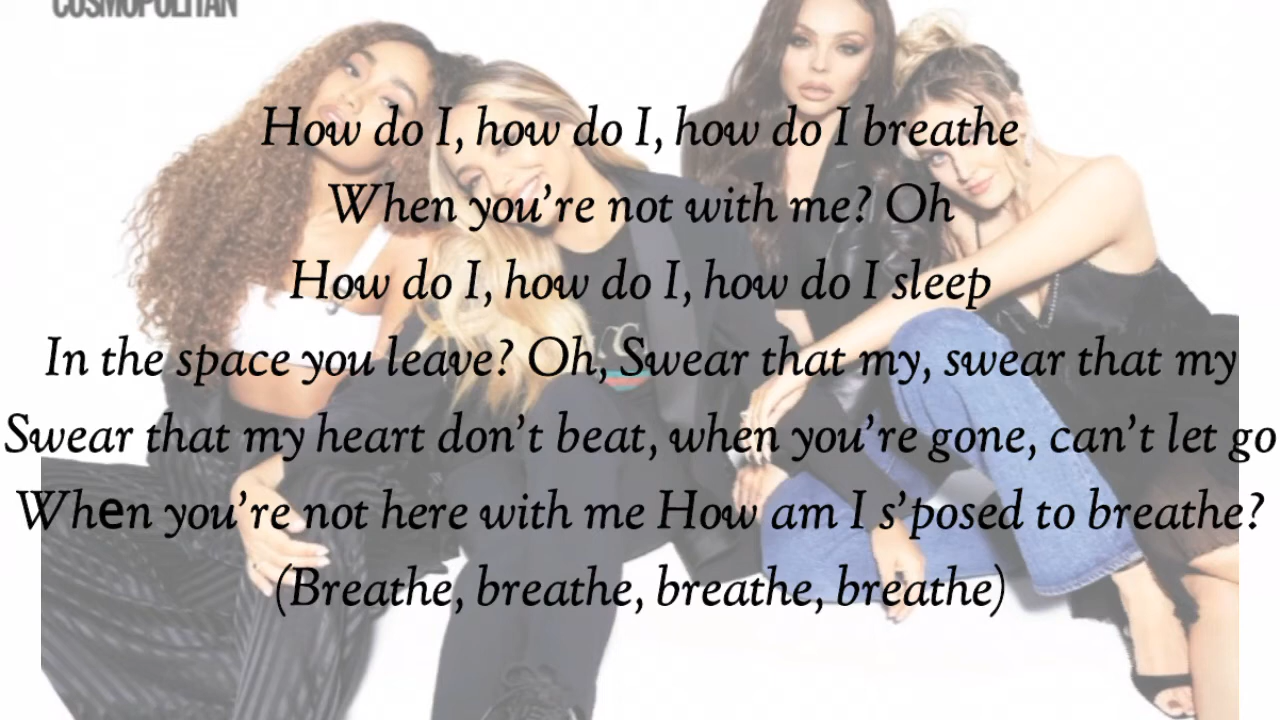 COSMOPOLITAN
How do I, how do I, how do I breathe
When you're not with me? Oh
How do I, how do I, how do I sleep
In the space you leave? Oh, Swear that my, swear that my
Swear that my heart don't beat, when you're gone, can't let go
When you're not here with me How am I s'posed to breathe?
(Breathe, breathe, breathe, breathe)